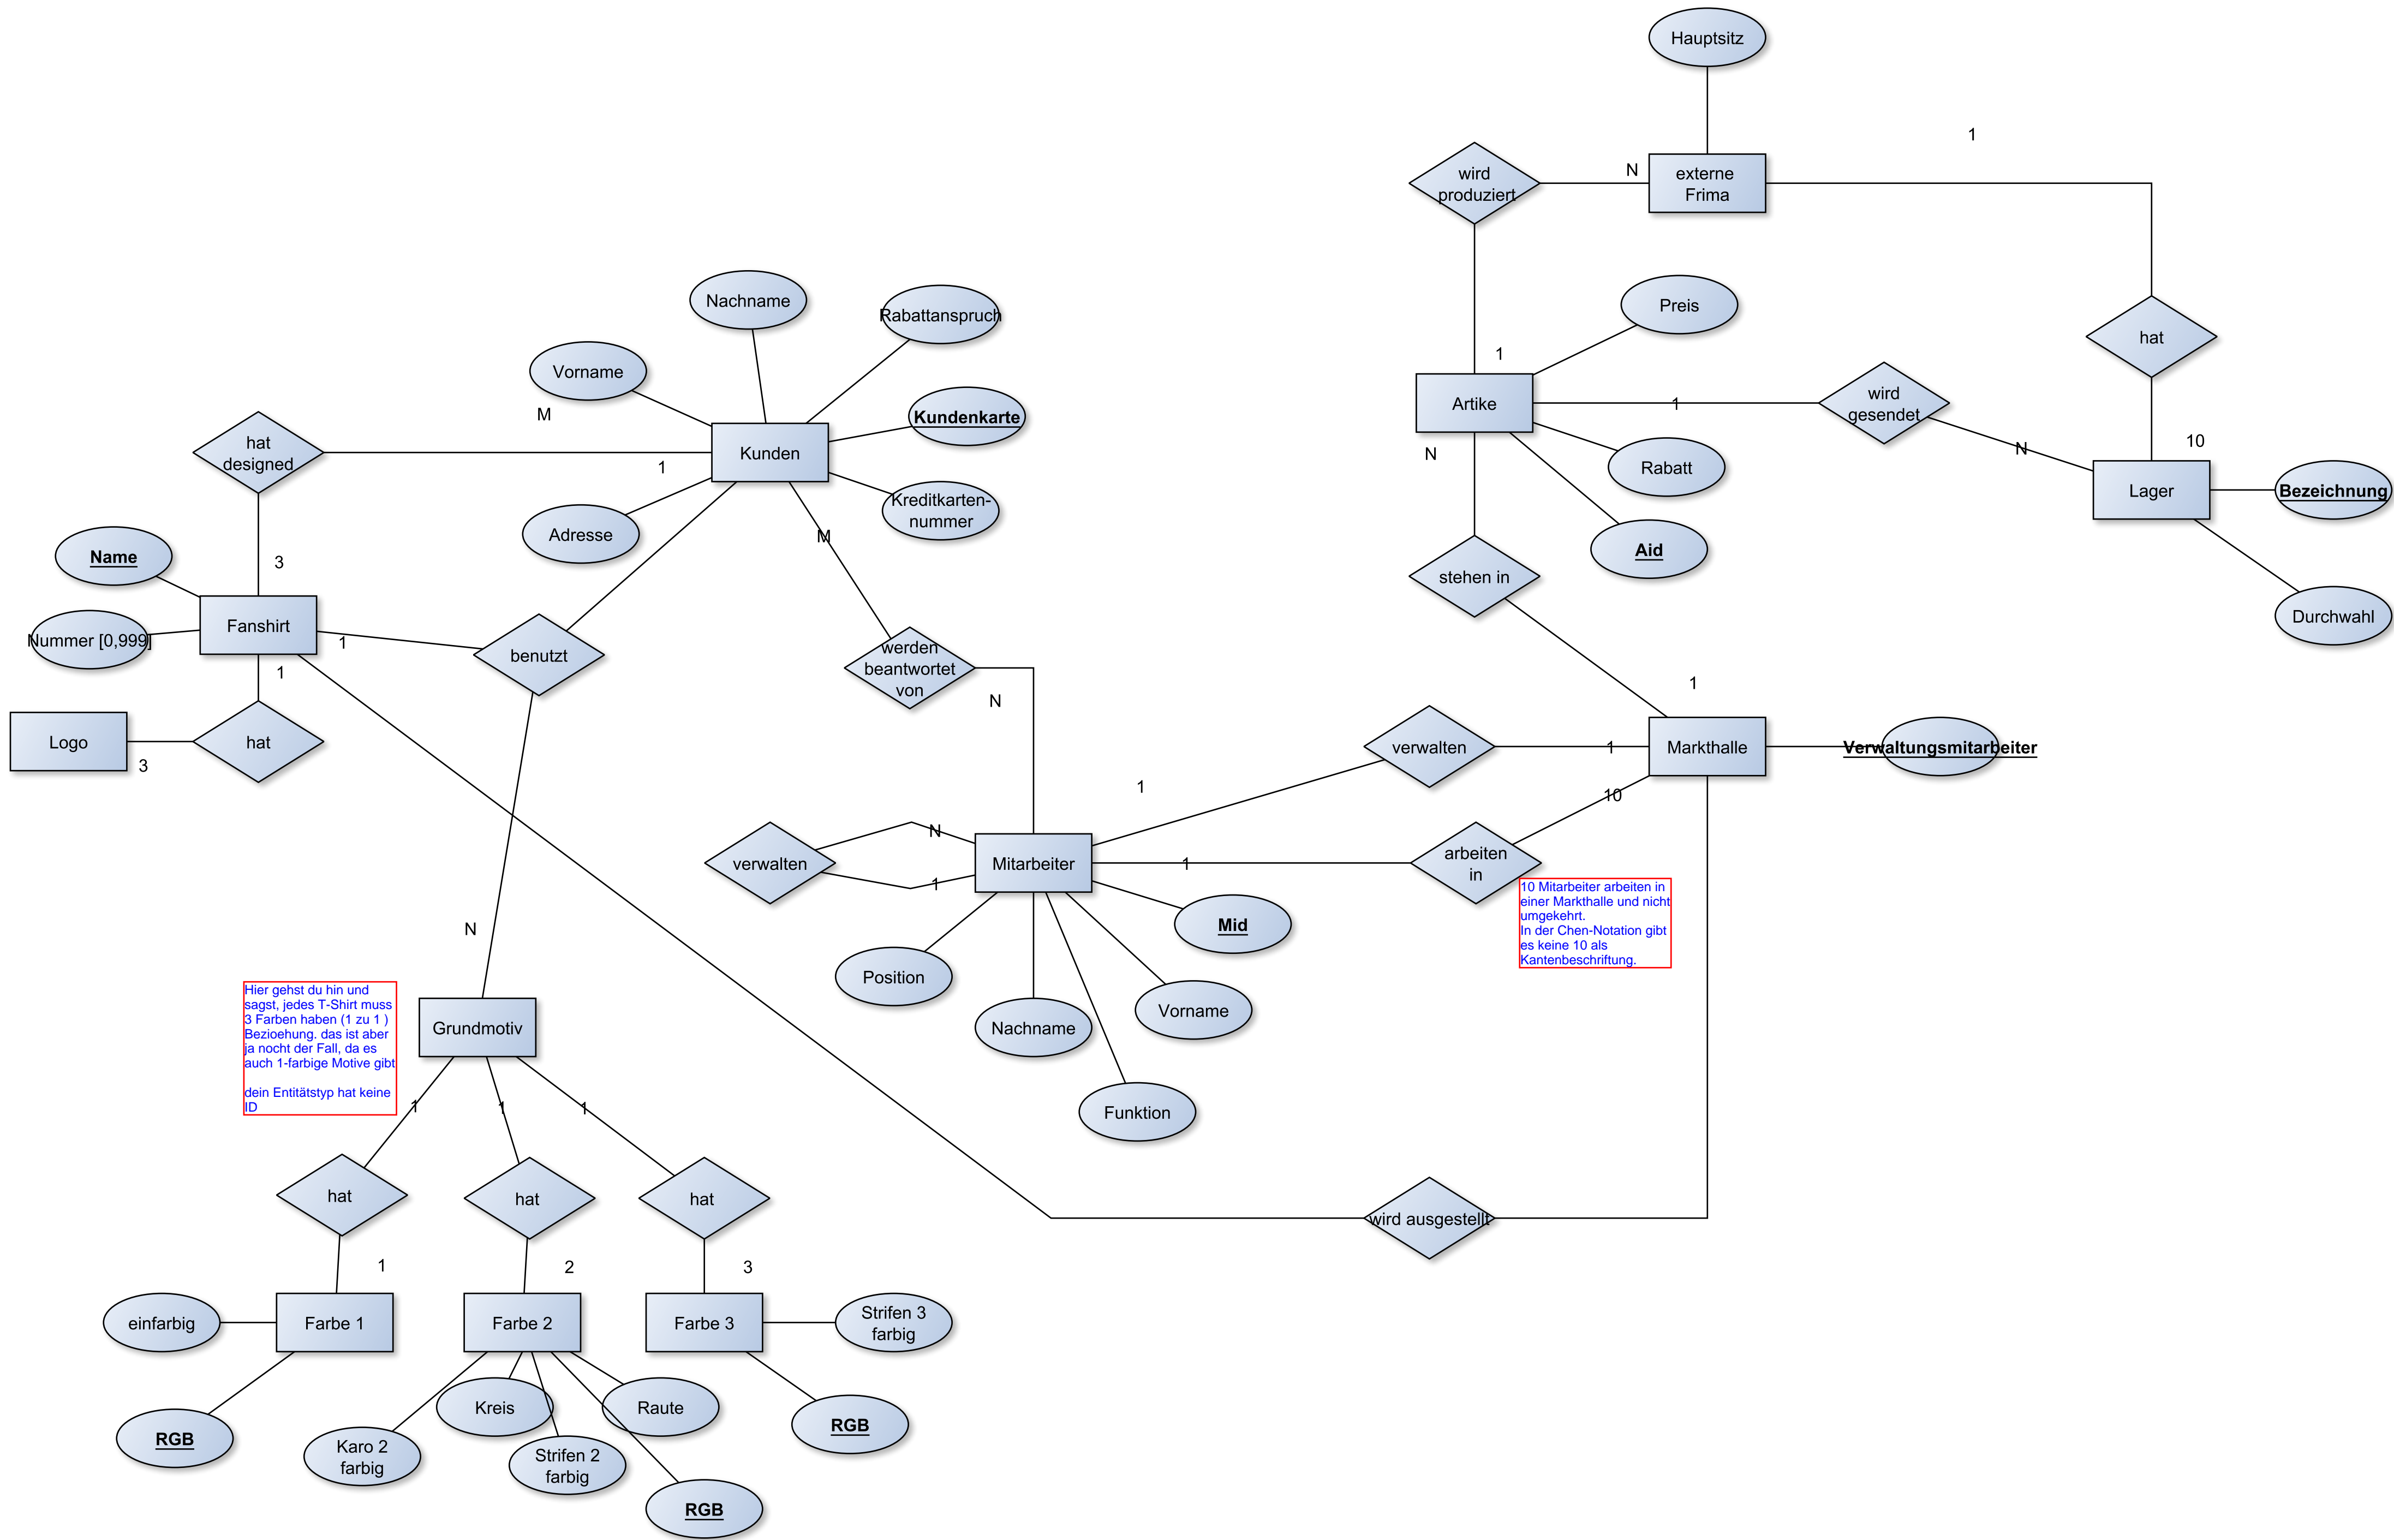 Hauptsitz
1
wird
produziert
N
externe
Frima
Nachname
Rabattanspruch
Preis
hat
Vorname
1
M
Kundenkarte
Artike
1
wird
gesendet
hat
designed
Kunden
1
N
Rabatt
N
10
Lager
Bezeichnung
Kreditkarten-
nummer
Adresse
M
Aid
Name
3
stehen in
Durchwahl
Fanshirt
Nummer [0,999]
1
benutzt
werden
beantwortet
von
1
N
1
Logo
hat
3
verwalten
1
Markthalle
Verwaltungsmitarbeiter
1
10
N
verwalten
1
Mitarbeiter
1
arbeiten
in
10 Mitarbeiter arbeiten in
einer Markthalle und nicht
umgekehrt.
In der Chen-Notation gibt
es keine 10 als
Kantenbeschriftung.
Mid
N
Position
Nachname
Vorname
Funktion
Hier gehst du hin und
sagst, jedes T-Shirt muss
3 Farben haben (1 zu 1 )
Bezioehung. das ist aber
ja nocht der Fall, da es
auch 1-farbige Motive gibt
dein Entitätstyp hat keine
ID
Grundmotiv
1
1
1
hat
hat
hat
wird ausgestellt
1
2
3
einfarbig
Farbe 1
Farbe 2
Farbe 3
Strifen 3
farbig
Kreis
Raute
RGB
RGB
Karo 2
farbig
Strifen 2
farbig
RGB